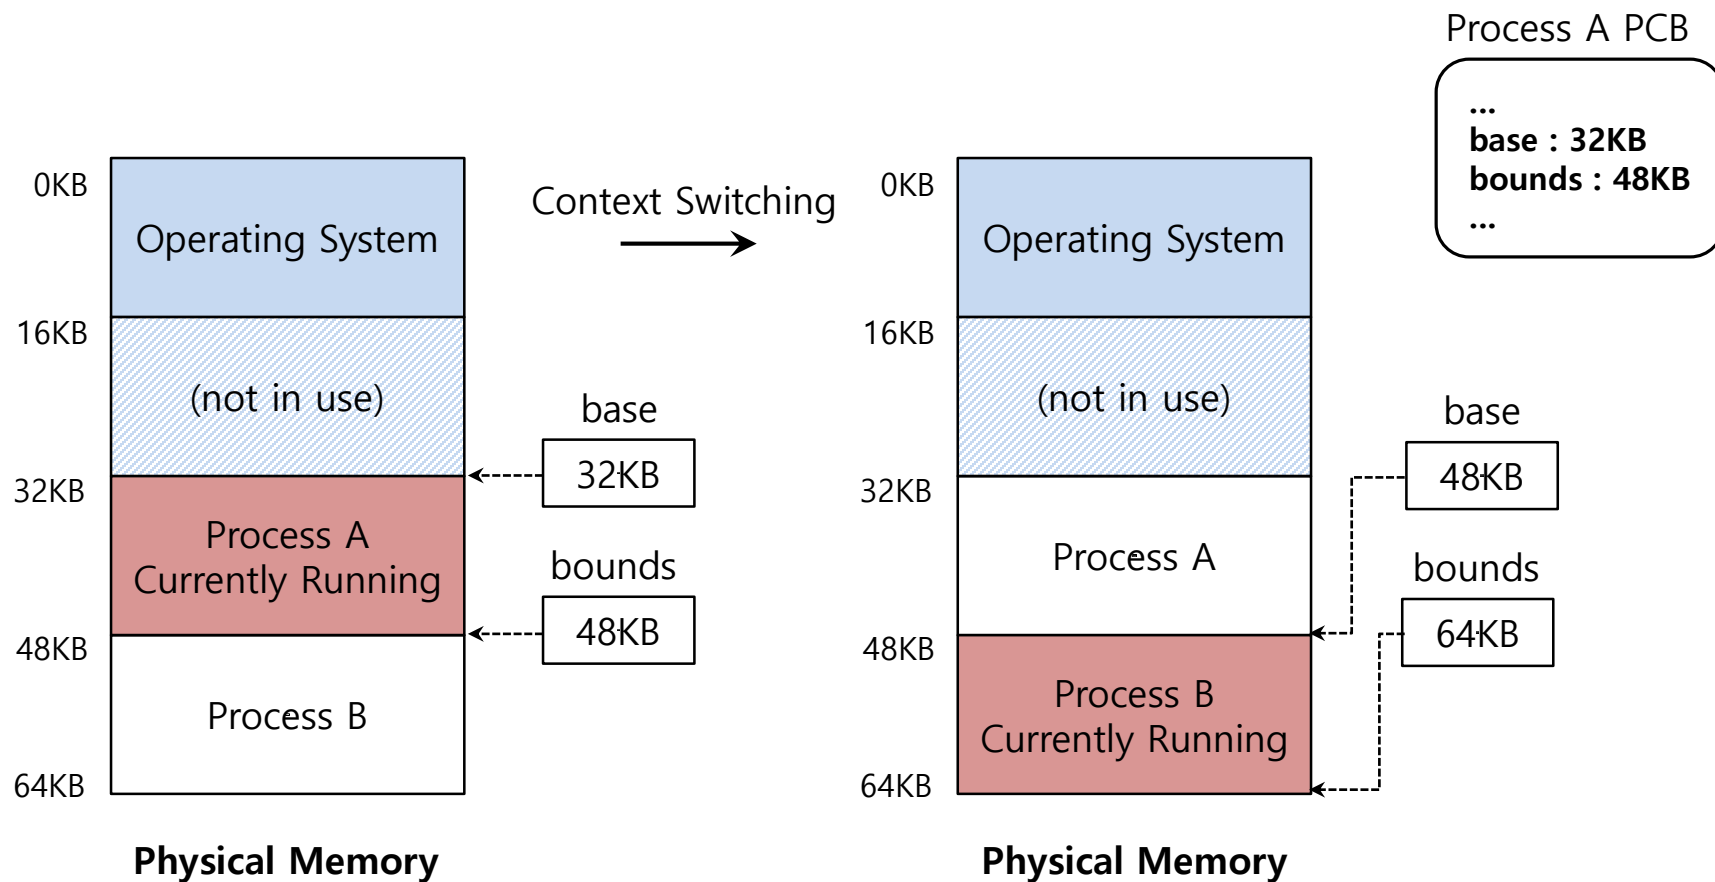 Process A PCB
...
base : 32KB
bounds : 48KB
...
0KB
Operating System
16KB
(not in use)
base
32KB
32KB
Process A
Currently Running
bounds
48KB
48KB
Process B
64KB
Physical Memory
Context Switching
0KB
Operating System
16KB
(not in use)
base
48KB
32KB
Process A
bounds
64KB
48KB
Process B
Currently Running
64KB
Physical Memory